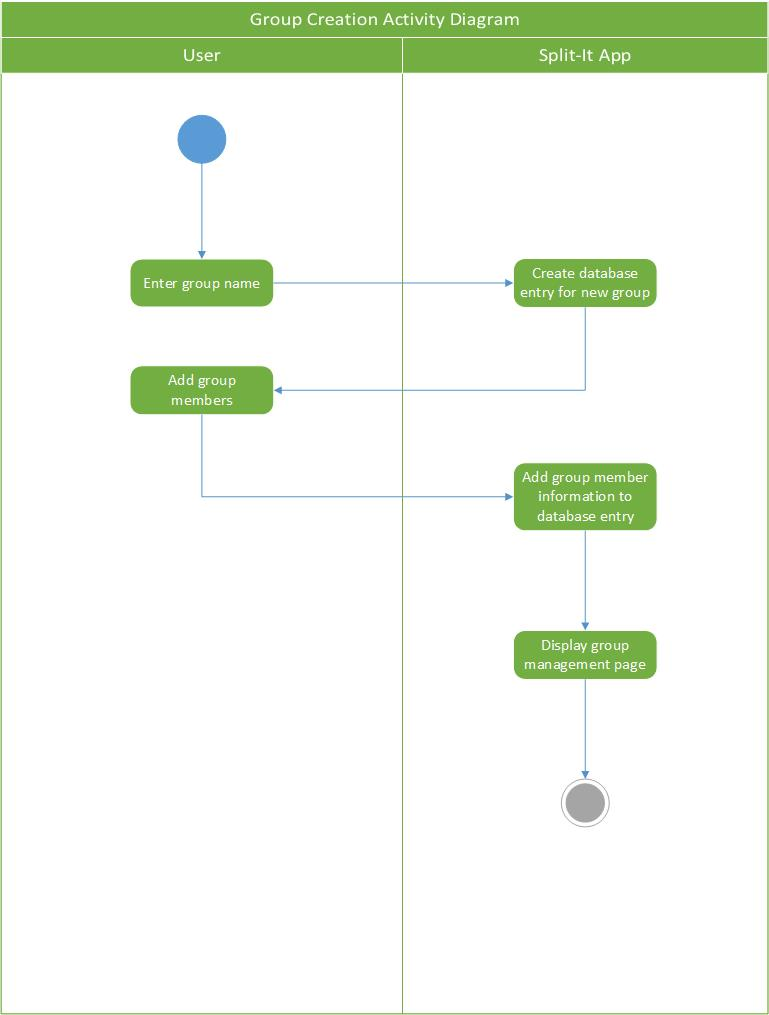 Group Creation Activity Diagram
User
Split-It App
Enter group name
Create database
entry for new group
Add group
members
Add group member
information to
database entry
Display group
management page